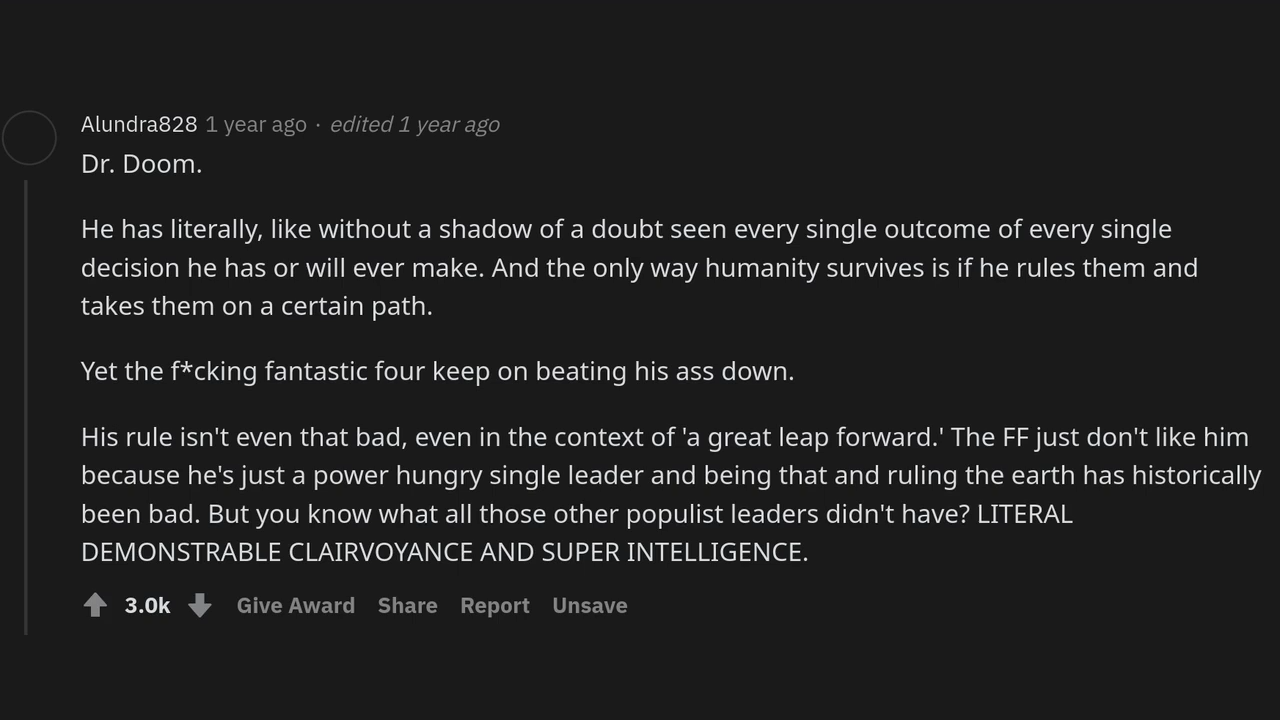 Alundra828 1 year ago · edited 1 year ago
Dr. Doom.
He has literally, like without a shadow of a doubt seen every single outcome of every single
decision he has or will ever make. And the only way humanity survives is if he rules them and
takes them on a certain path.
Yet the f*cking fantastic four keep on beating his ass down.
His rule isn't even that bad, even in the context of 'a great leap forward.' The FF just don't like him
because he's just a power hungry single leader and being that and ruling the earth has historically
been bad. But you know what all those other populist leaders didn't have? LITERAL
DEMONSTRABLE CLAIRVOYANCE AND SUPER INTELLIGENCE.
3.0k Give Award Share Report Unsave